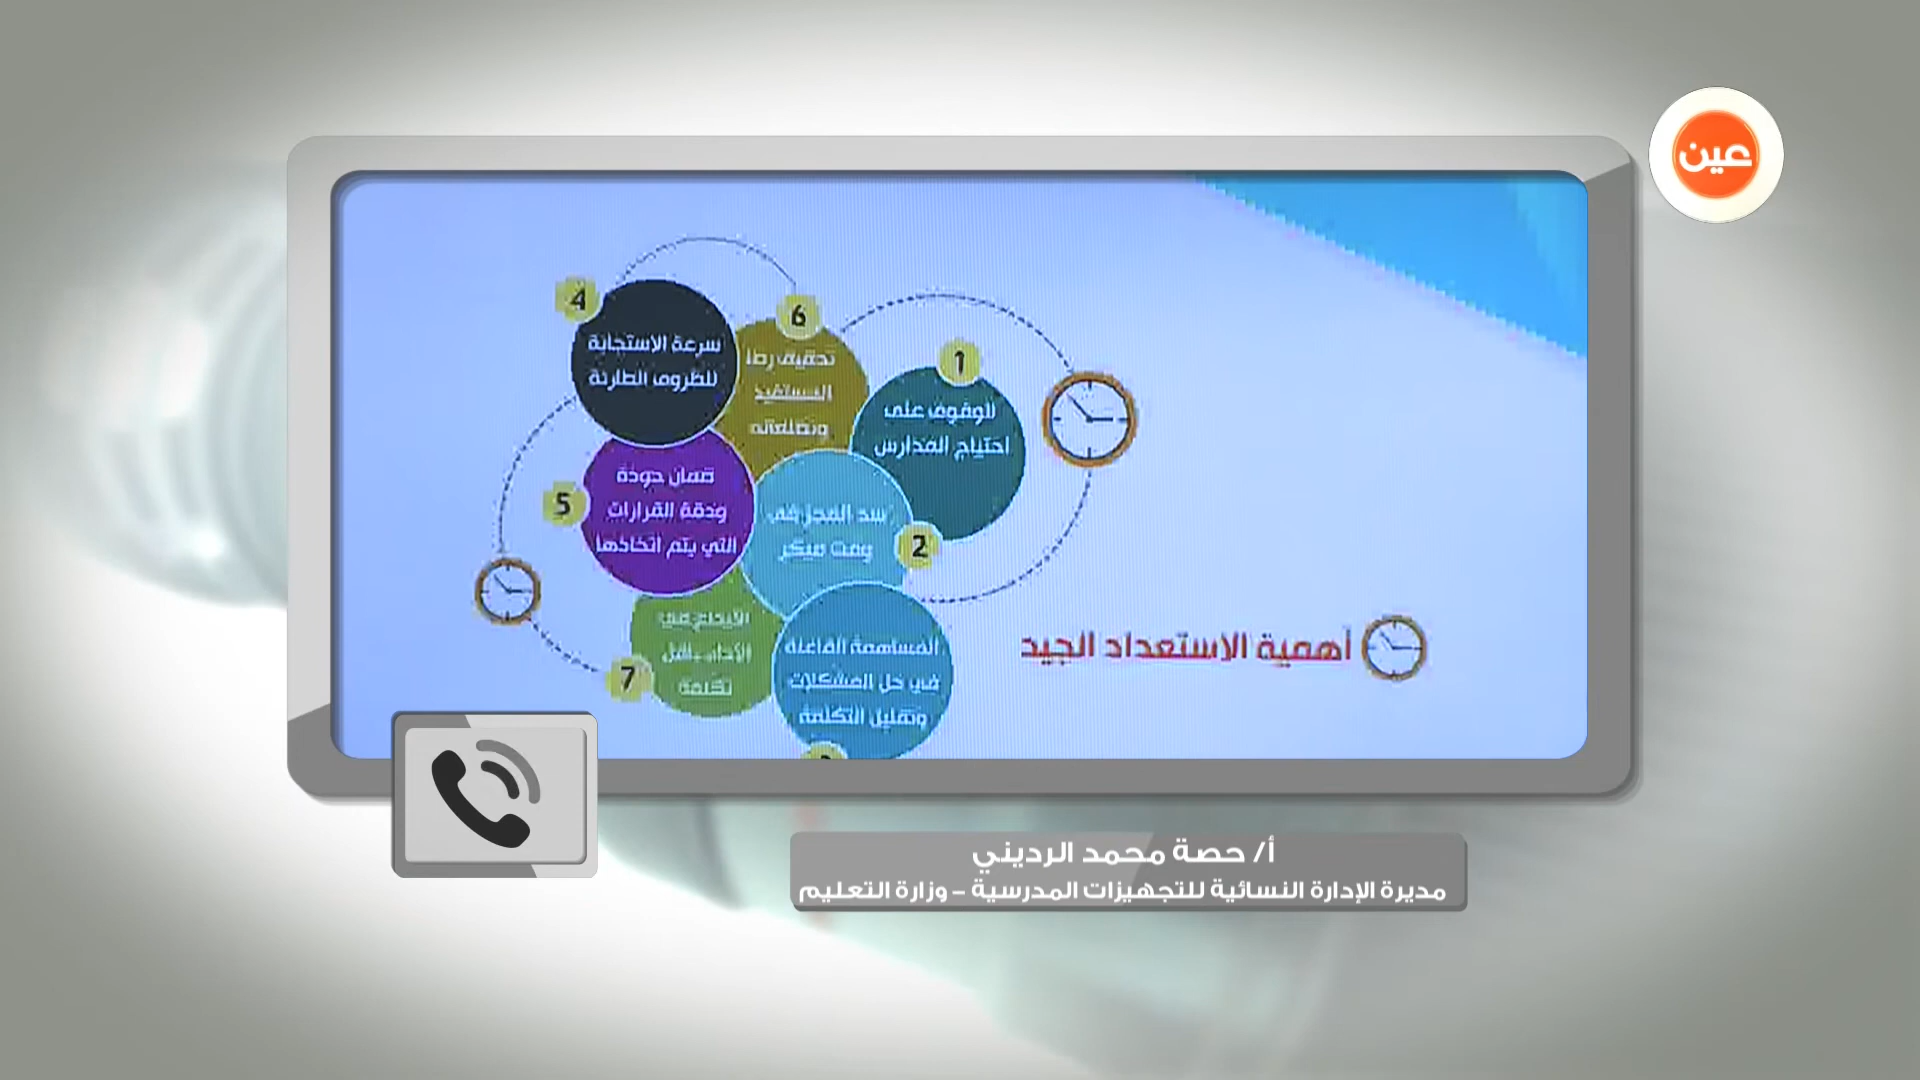 عين
4
سرعة الاستجابة
للظروف الطارئة
6
تحقيق رضا
المستفيد
وتطلعاته
1
الوقوف على
احتياج المدارس
5
ضمان جودة
ودقة القرارات
التي يتم اتخاذها
سد العجز في
وقت مبكر
2
7
الأداء بأقل
تكلفة
المساهمة الفاعلة
في حل المشكلات
وتقليل التكلفة
أهمية الاستعداد الجيد
أ/ حصة محمد الرديني
مديرة الإدارة النسائية للتجهيزات المدرسية – وزارة التعليم